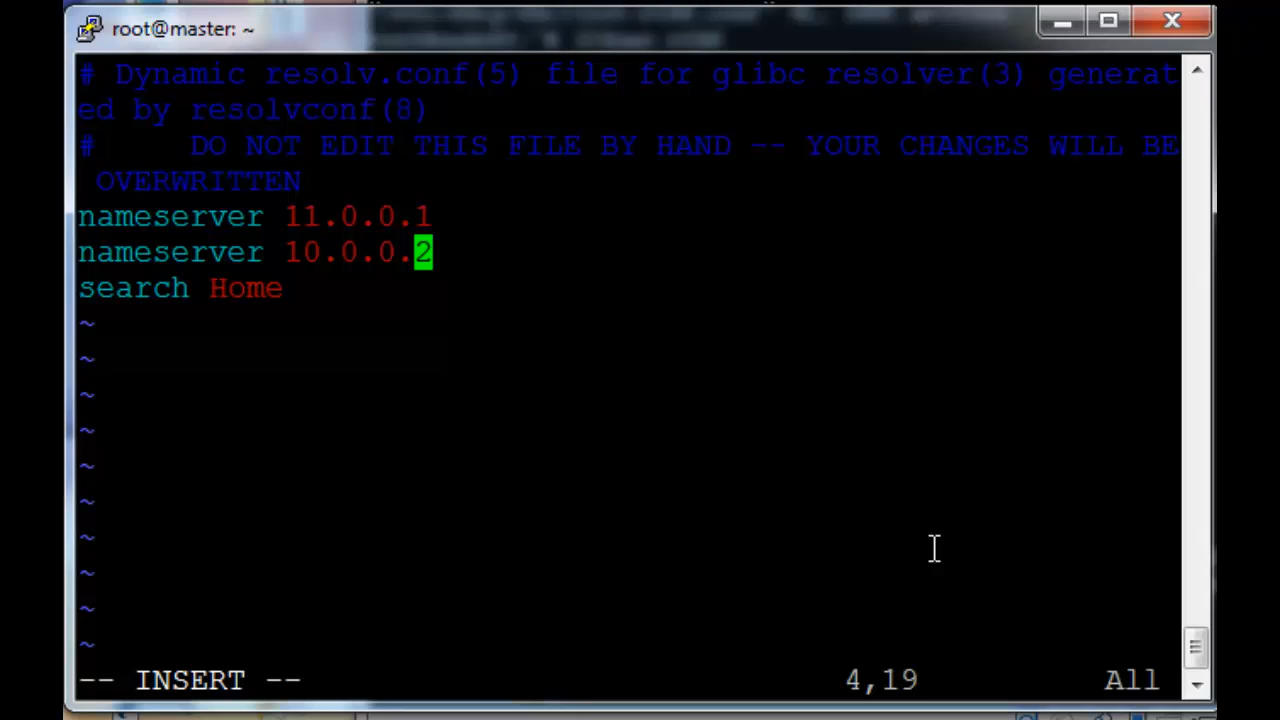 root@master: ~
# Dynamic resolv.conf(5) file for glibc resolver(3) generat
ed by resolvconf(8)
#     DO NOT EDIT THIS FILE BY HAND -- YOUR CHANGES WILL BE
 OVERWRITTEN
nameserver 11.0.0.1
nameserver 10.0.0.2
search Home
~
~
~
~
~
~
~
~
~
~
-- INSERT --                              4,19          All